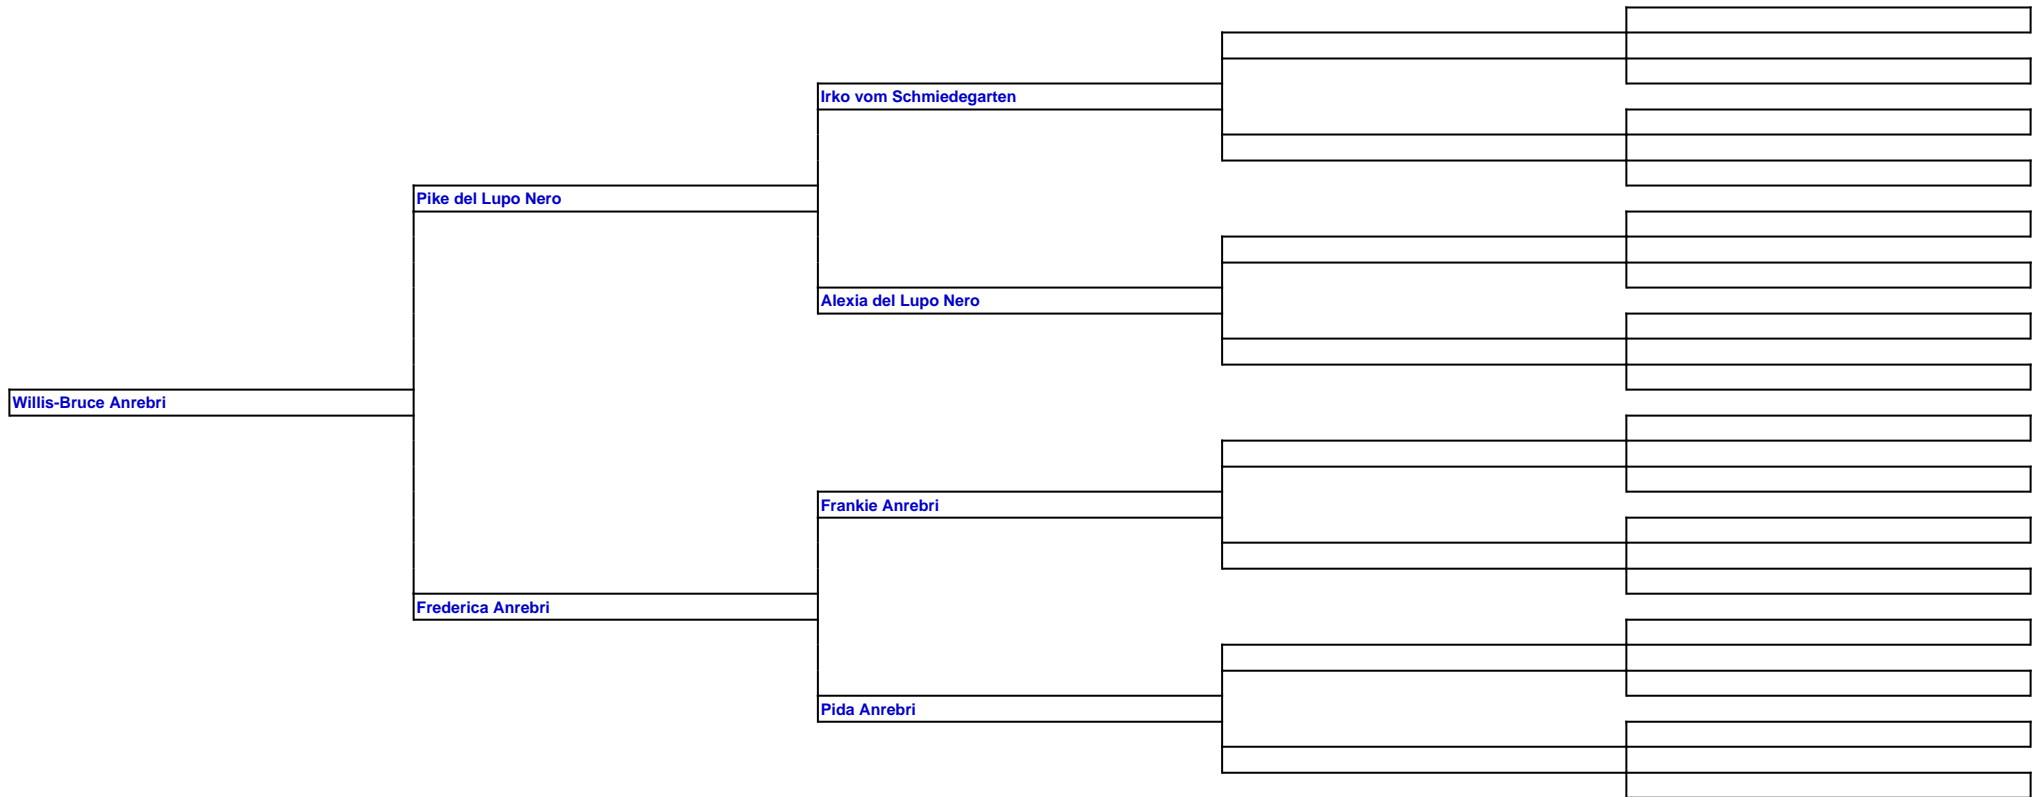 Irko vom Schmiedegarten
Pike del Lupo Nero
Alexia del Lupo Nero
Willis-Bruce Anrebri
Frankie Anrebri
Frederica Anrebri
Pida Anrebri